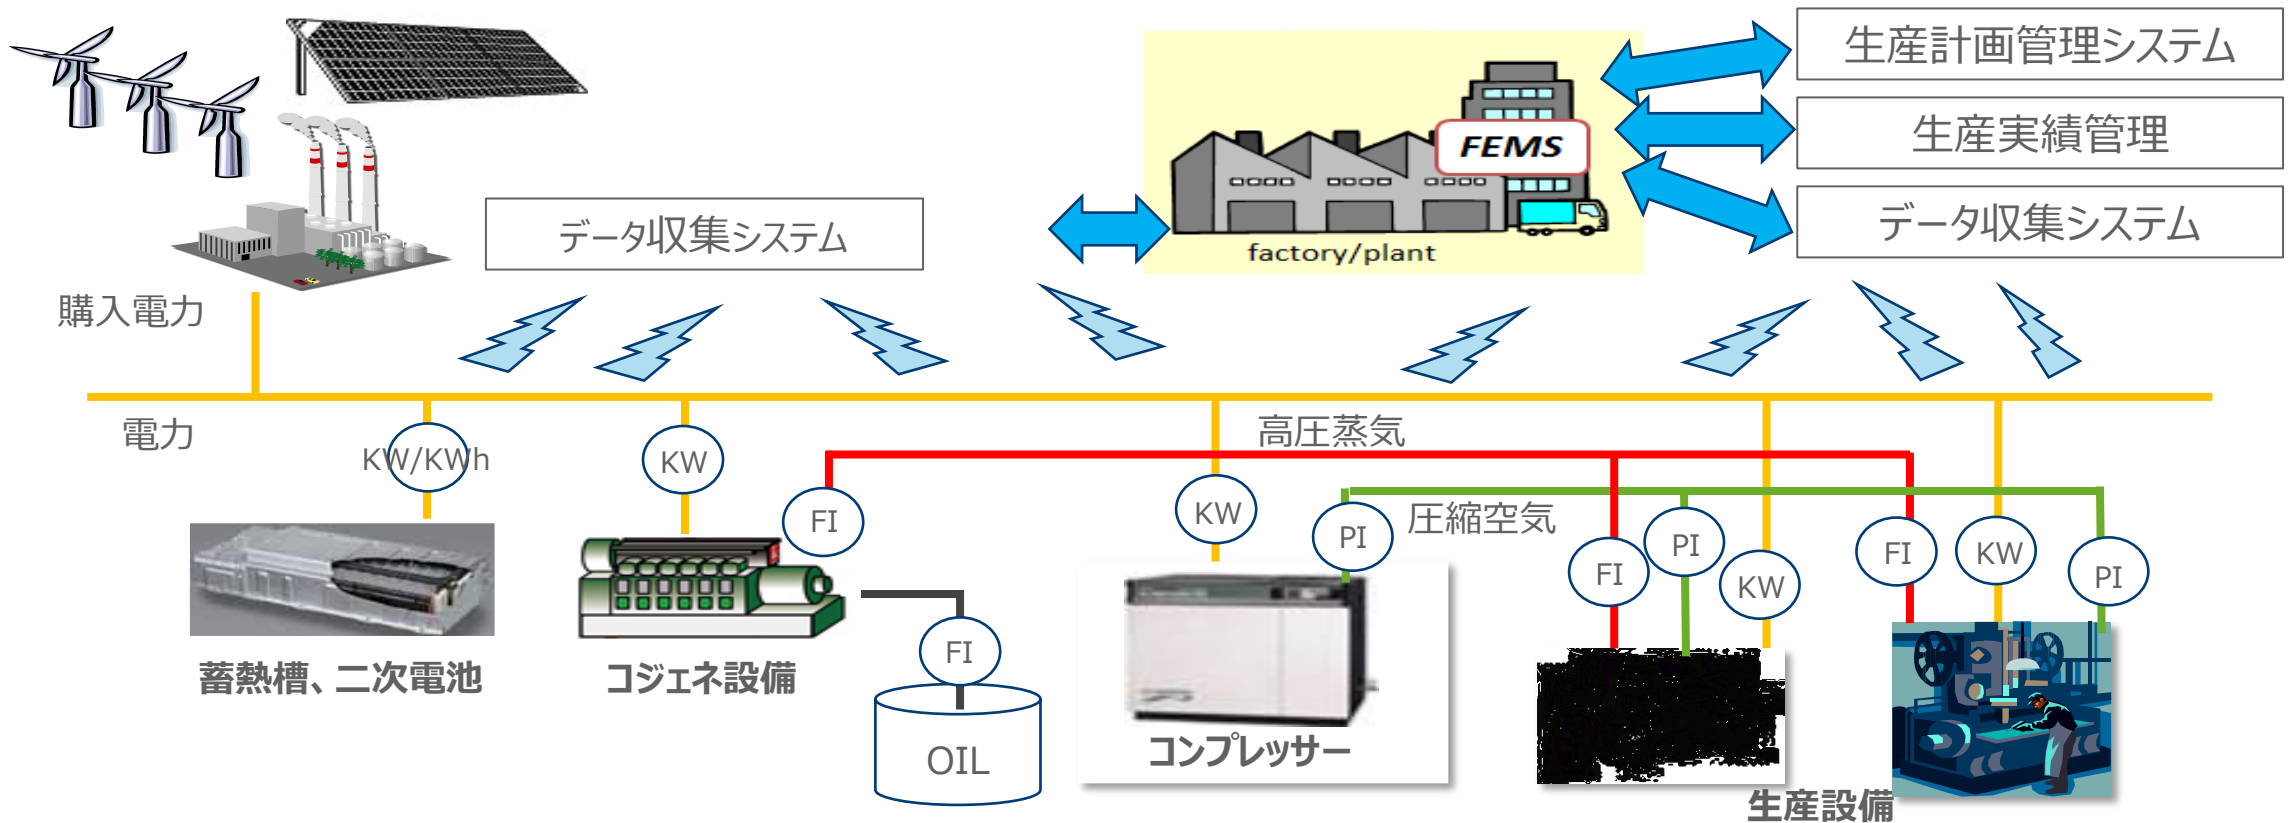 生産計画管理システム
FEMS
生産実績管理
データ収集システム
データ収集システム
factory/plant
購入電力
電力
高圧蒸気
KW/KWh
KW
FI
KW
PI
圧縮空気
FI
PI
KW
FI
KW
PI
FI
蓄熱槽、二次電池
コジェネ設備
OIL
コンプレッサー
生産設備